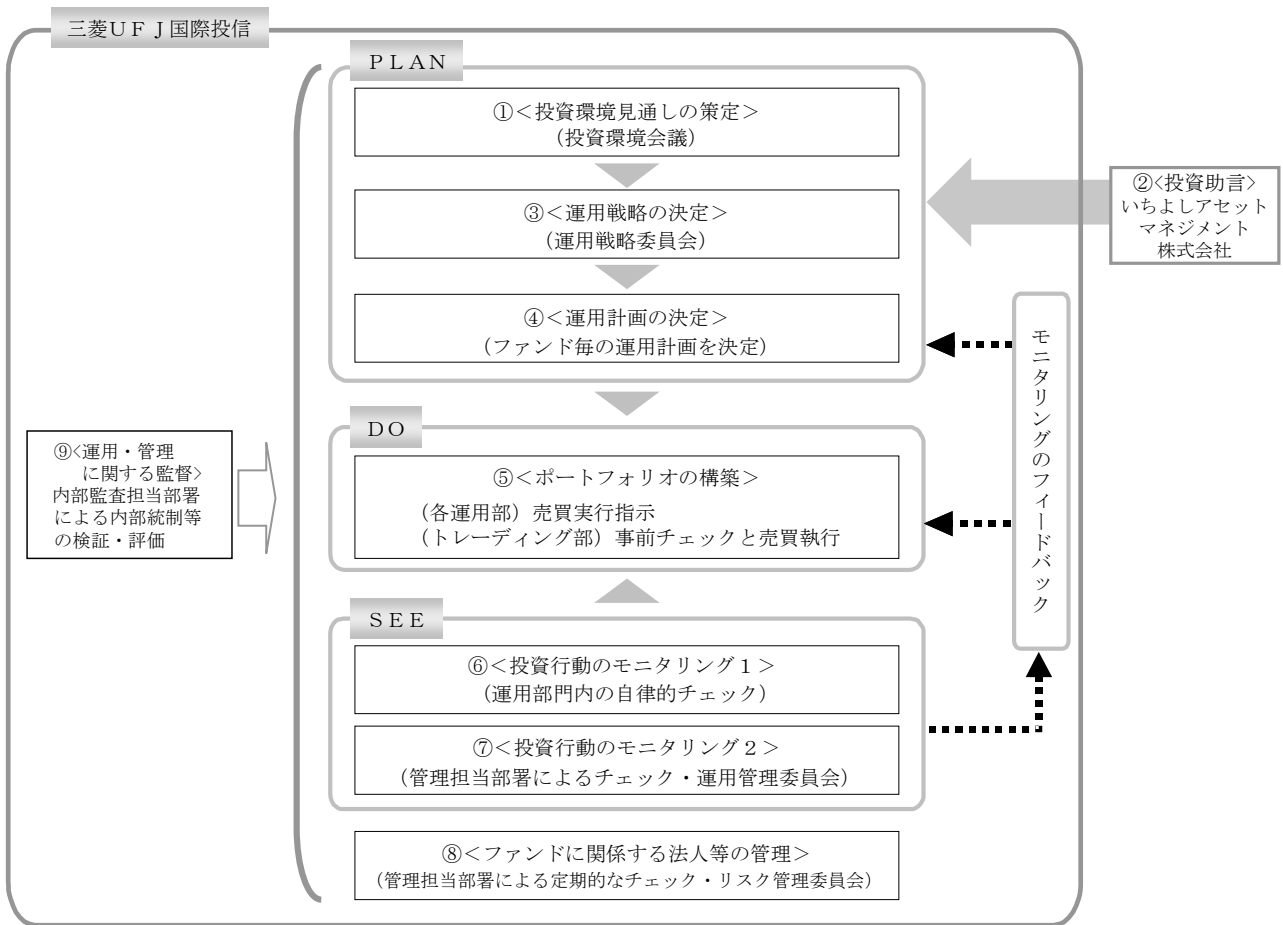 三菱ＵＦＪ国際投信
ＰＬＡＮ
①＜投資環境見通しの策定＞
（投資環境会議）
②<投資助言>
いちよしアセット
マネジメント
株式会社
③＜運用戦略の決定＞
（運用戦略委員会）
④＜運用計画の決定＞
（ファンド毎の運用計画を決定）
ＤＯ
⑤＜ポートフォリオの構築＞
（各運用部）売買実行指示
（トレーディング部）事前チェックと売買執行
ＳＥＥ
⑥＜投資行動のモニタリング１＞
（運用部門内の自律的チェック）
⑦＜投資行動のモニタリング２＞
（管理担当部署によるチェック・運用管理委員会）
モニタリングのフィードバック
⑧＜ファンドに関係する法人等の管理＞
（管理担当部署による定期的なチェック・リスク管理委員会）
⑨<運用・管理
に関する監督>
内部監査担当部署
による内部統制等
の検証・評価